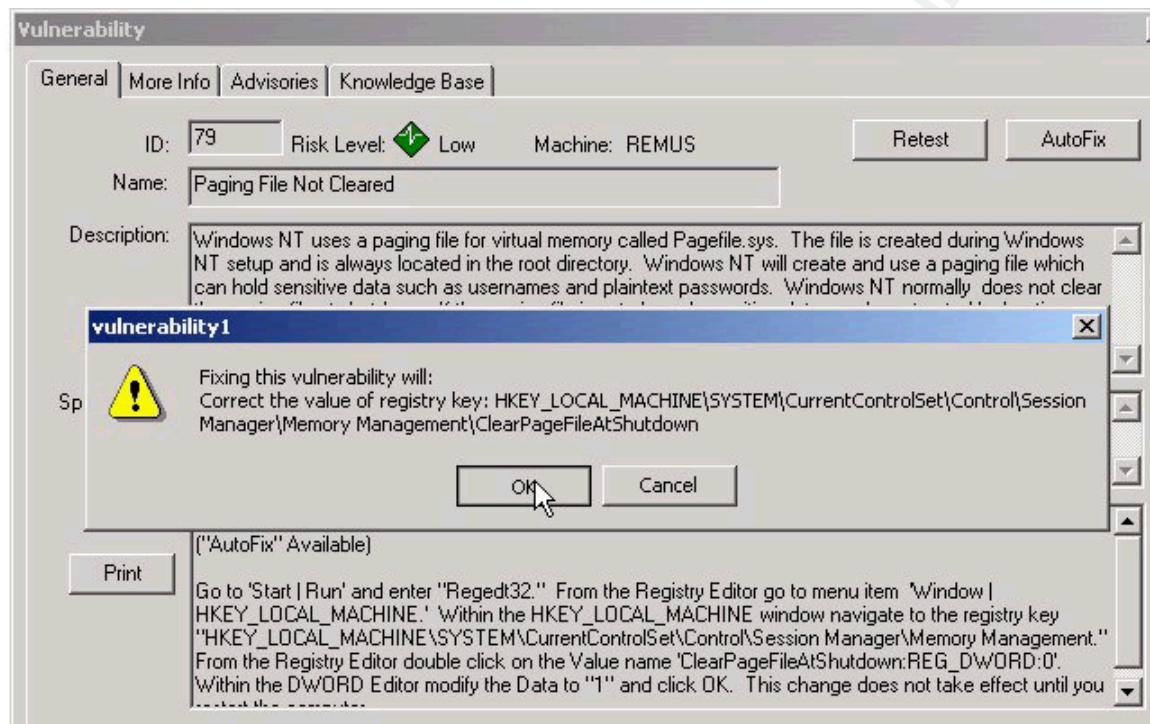 Vulnerability
General More Info Advisories Knowledge Base
ID: 79 Risk Level: Low Machine: REMUS Retest AutoFix
Name: Paging File Not Cleared
Description: Windows NT uses a paging file for virtual memory called Pagefile.sys. The file is created during Windows
NT setup and is always located in the root directory. Windows NT will create and use a paging file which
can hold sensitive data such as usernames and plaintext passwords. Windows NT normally does not clear
vulnerability1
Fixing this vulnerability will:
Sp Correct the value of registry key: HKEY_LOCAL_MACHINE\SYSTEM\CurrentControlSet\Control\Session
Manager\Memory Management\ClearPageFileAtShutdown
OK Cancel
("AutoFix" Available)
Print
Go to 'Start | Run' and enter "Regedt32." From the Registry Editor go to menu item 'Window |
HKEY_LOCAL_MACHINE.' Within the HKEY_LOCAL_MACHINE window navigate to the registry key
"HKEY_LOCAL_MACHINE\SYSTEM\CurrentControlSet\Control\Session Manager\Memory Management."
From the Registry Editor double click on the Value name 'ClearPageFileAtShutdown:REG_DWORD:0'.
Within the DWORD Editor modify the Data to "1" and click OK. This change does not take effect until you